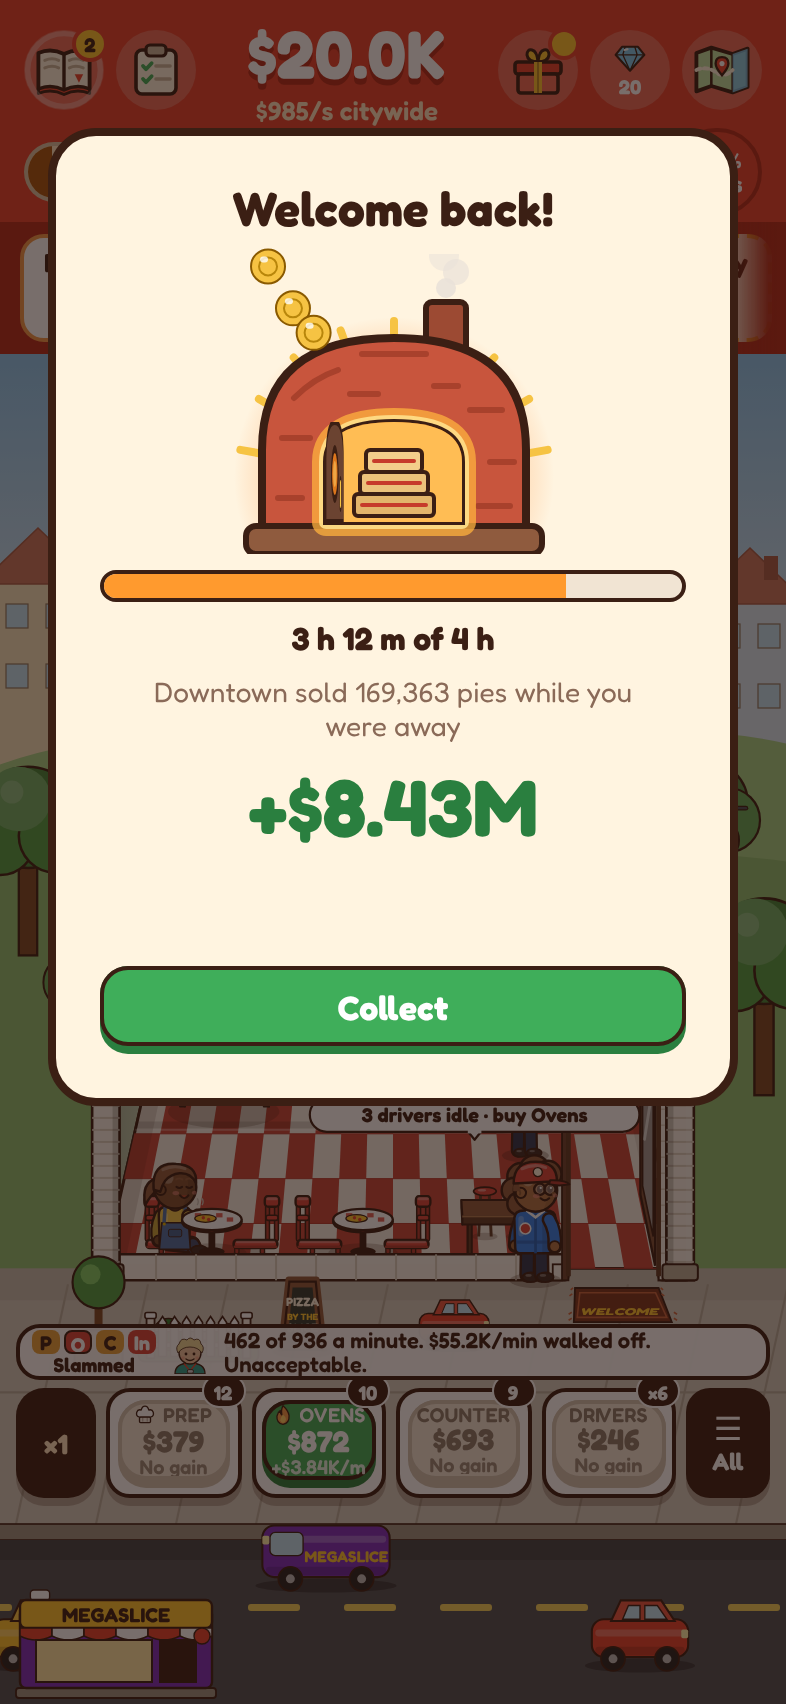 2
$20.0K
20
$985/s citywide
Welcome back!
3 h 12 m of 4 h
Downtown sold 169,363 pies while you
were away
+$8.43M
Collect
3 drivers idle · buy Ovens
PIZZA
BY THE
WELCOME
P O C In
Slammed
462 of 936 a minute. $55.2K/min walked off.
Unacceptable.
x1
12
PREP
$379
No gain
10
OVENS
$872
+$3.84K/m
9
COUNTER
$693
No gain
x6
DRIVERS
$246
No gain
All
MEGASLICE
MEGASLICE